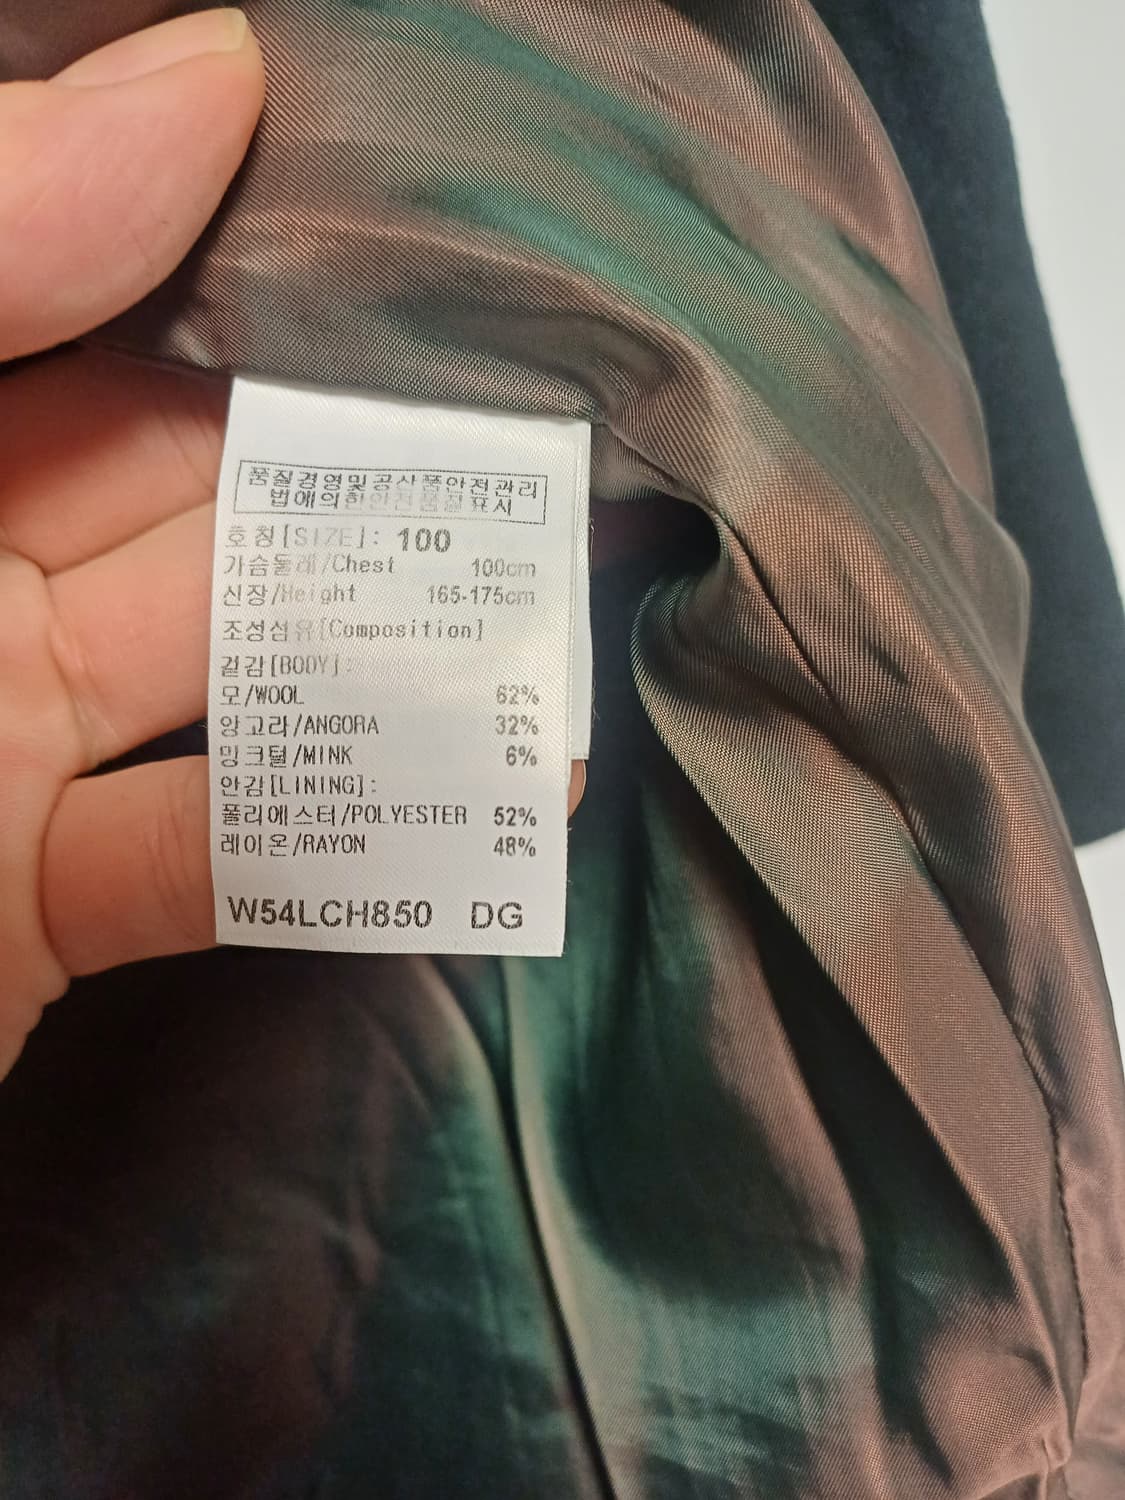 품질경영및공산품안전관리
법에의한안전품질표시
호칭[SIZE]: 100
가슴둘레/Chest 100cm
신장/Height 165-175cm
조성섬유[Composition]
겉감[BODY]:
모/WOOL 62%
앙고라/ANGORA 32%
밍크털/MINK 6%
안감[LINING]:
폴리에스터/POLYESTER 52%
레이온/RAYON 48%
W54LCH850 DG